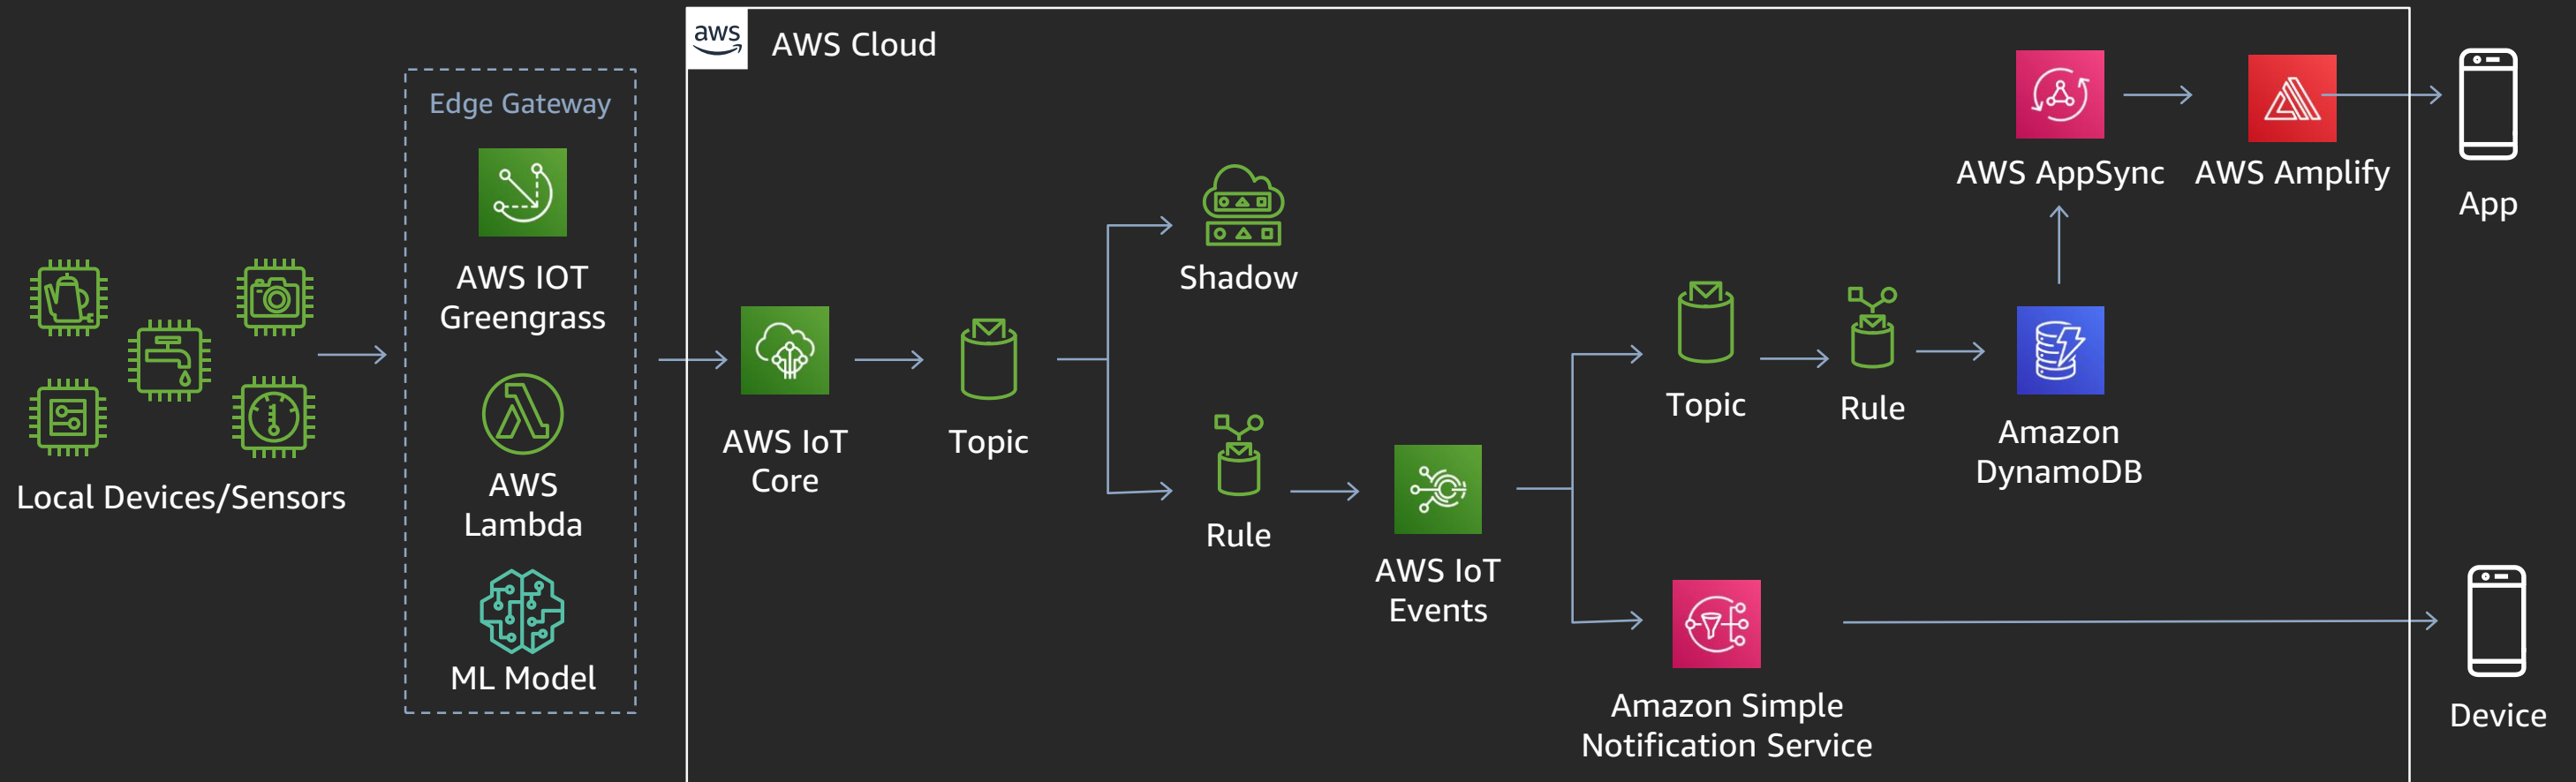 aws
AWS Cloud
Edge Gateway
AWS IOT
Greengrass
AWS
Lambda
ML Model
Local Devices/Sensors
AWS IoT
Core
Topic
Shadow
Rule
AWS IoT
Events
Topic
Rule
Amazon
DynamoDB
AWS AppSync
AWS Amplify
App
Amazon Simple
Notification Service
Device